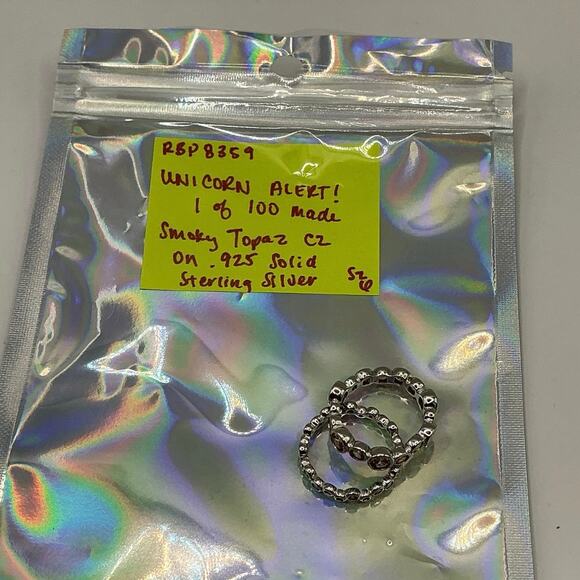 RBP8359
UNICORN ALERT!
1 of 100 made
Smoky Topaz CZ
on .925 Solid
Sterling Silver
Sz
6